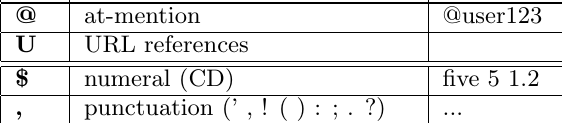 @ at-mention @user123
U URL references
$ numeral (CD) five 5 1.2
, punctuation (’ , ! ( ) : ; . ?) ...